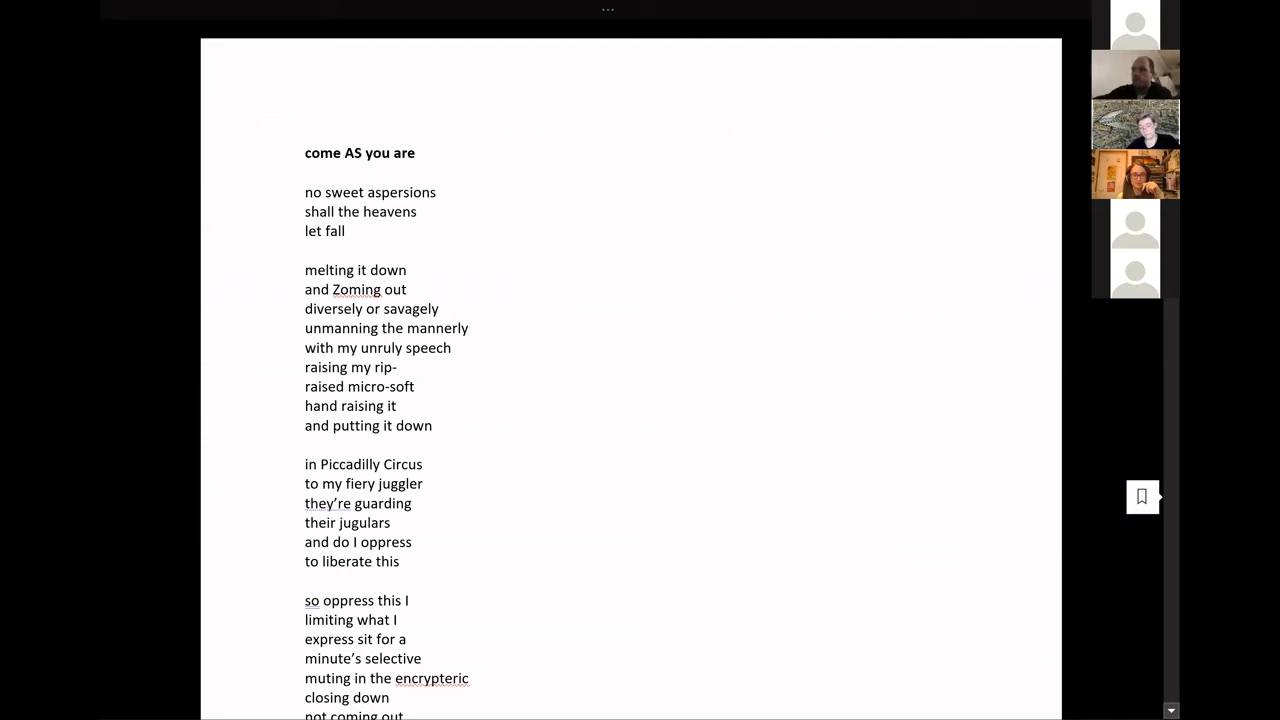 come AS you are
no sweet aspersions
shall the heavens
let fall
melting it down
and Zoming out
diversely or savagely
unmanning the mannerly
with my unruly speech
raising my rip-
raised micro-soft
hand raising it
and putting it down
in Piccadilly Circus
to my fiery juggler
they’re guarding
their jugulars
and do I oppress
to liberate this
so oppress this I
limiting what I
express sit for a
minute’s selective
muting in the encrypteric
closing down
not coming out